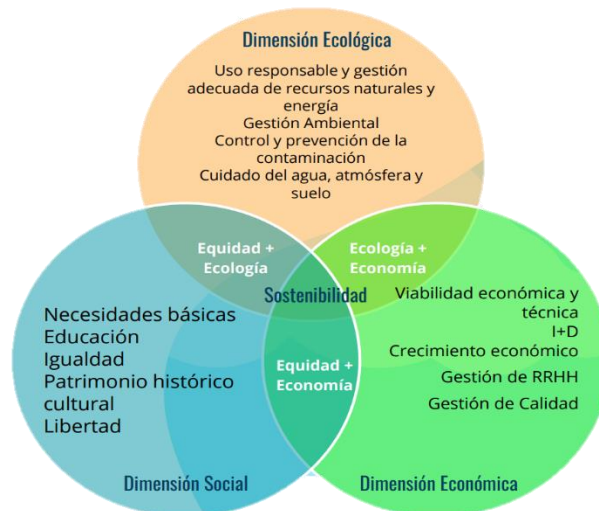 Dimensión Ecológica
Uso responsable y gestión
adecuada de recursos naturales y
energía
Gestión Ambiental
Control y prevención de la
contaminación
Cuidado del agua, atmósfera y
suelo
Equidad +
Ecología
Ecología +
Economía
Sostenibilidad
Necesidades básicas
Educación
Igualdad
Patrimonio histórico
cultural
Libertad
Equidad +
Economía
Viabilidad económica y
técnica
I+D
Crecimiento económico
Gestión de RRHH
Gestión de Calidad
Dimensión Social
Dimensión Económica